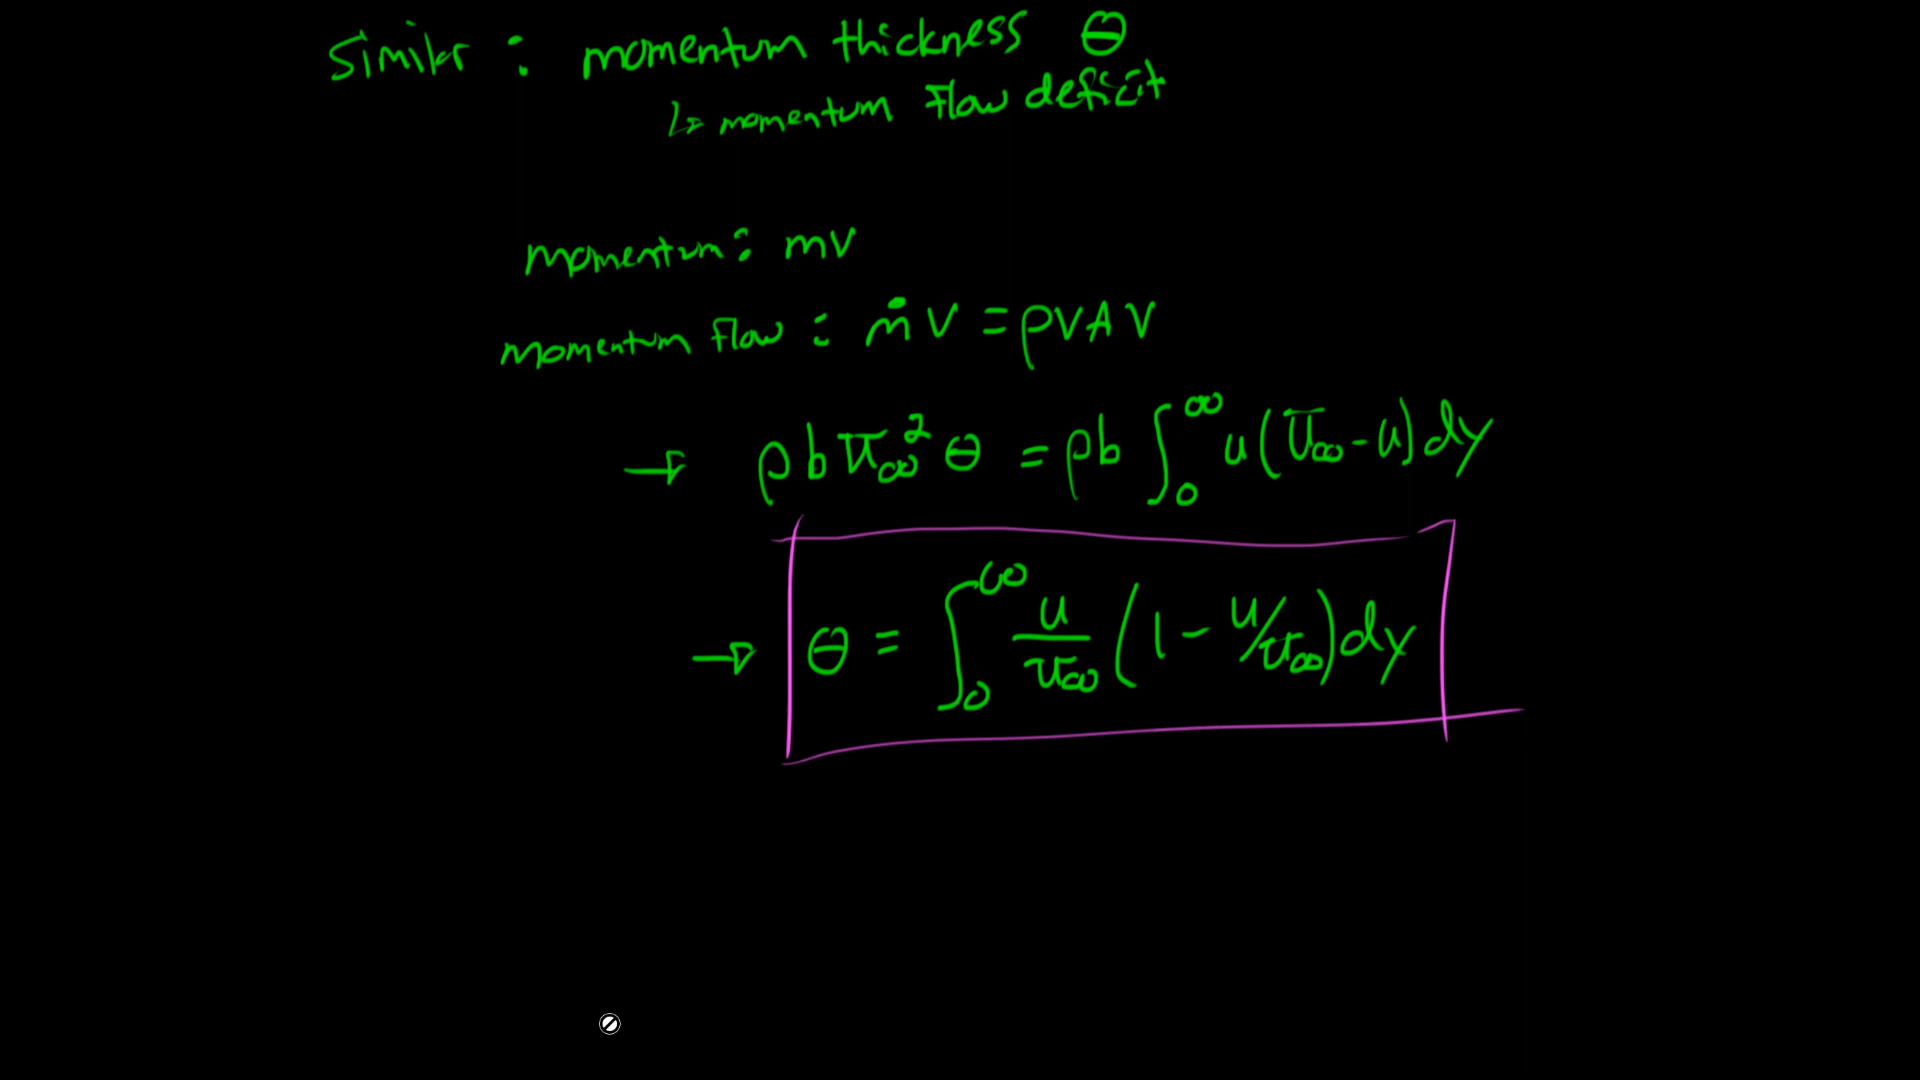 Similar : momentum thickness Θ
↳ momentum flow deficit
momentum: mV
momentum flow : ṁV = ρVAV
→ ρbU∞²Θ = ρb ∫₀^∞ u(U∞ - u)dy
→ Θ = ∫₀^∞ u/U∞ (1 - u/U∞)dy